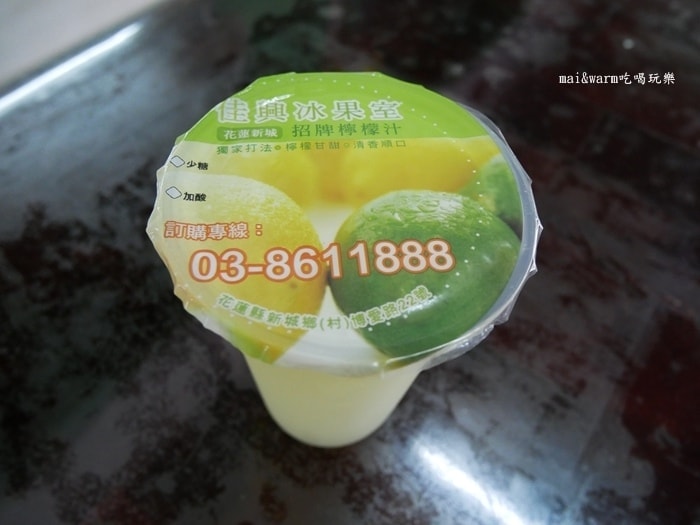 mai&warm吃喝玩樂
佳興冰果室
花蓮新城 招牌檸檬汁
獨家打法●檸檬甘甜○清香順口
少糖
加酸
訂購專線：
03-8611888
花蓮縣新城鄉(村)博愛路22號